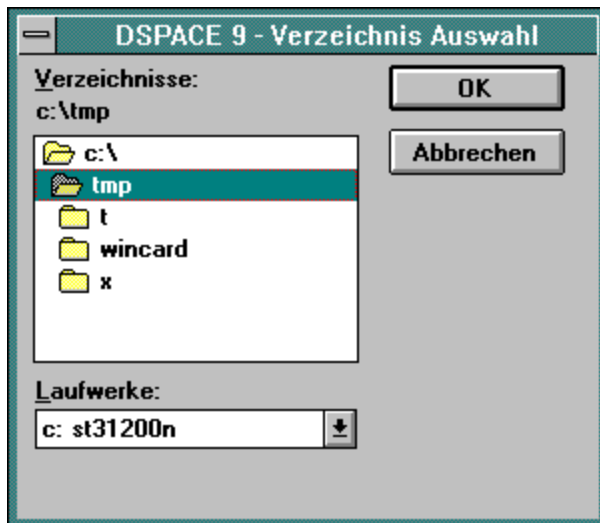 DSPACE 9 - Verzeichnis Auswahl
Verzeichnisse:
c:\tmp
c:\
tmp
t
wincard
x
Laufwerke:
c: st31200n
OK
Abbrechen